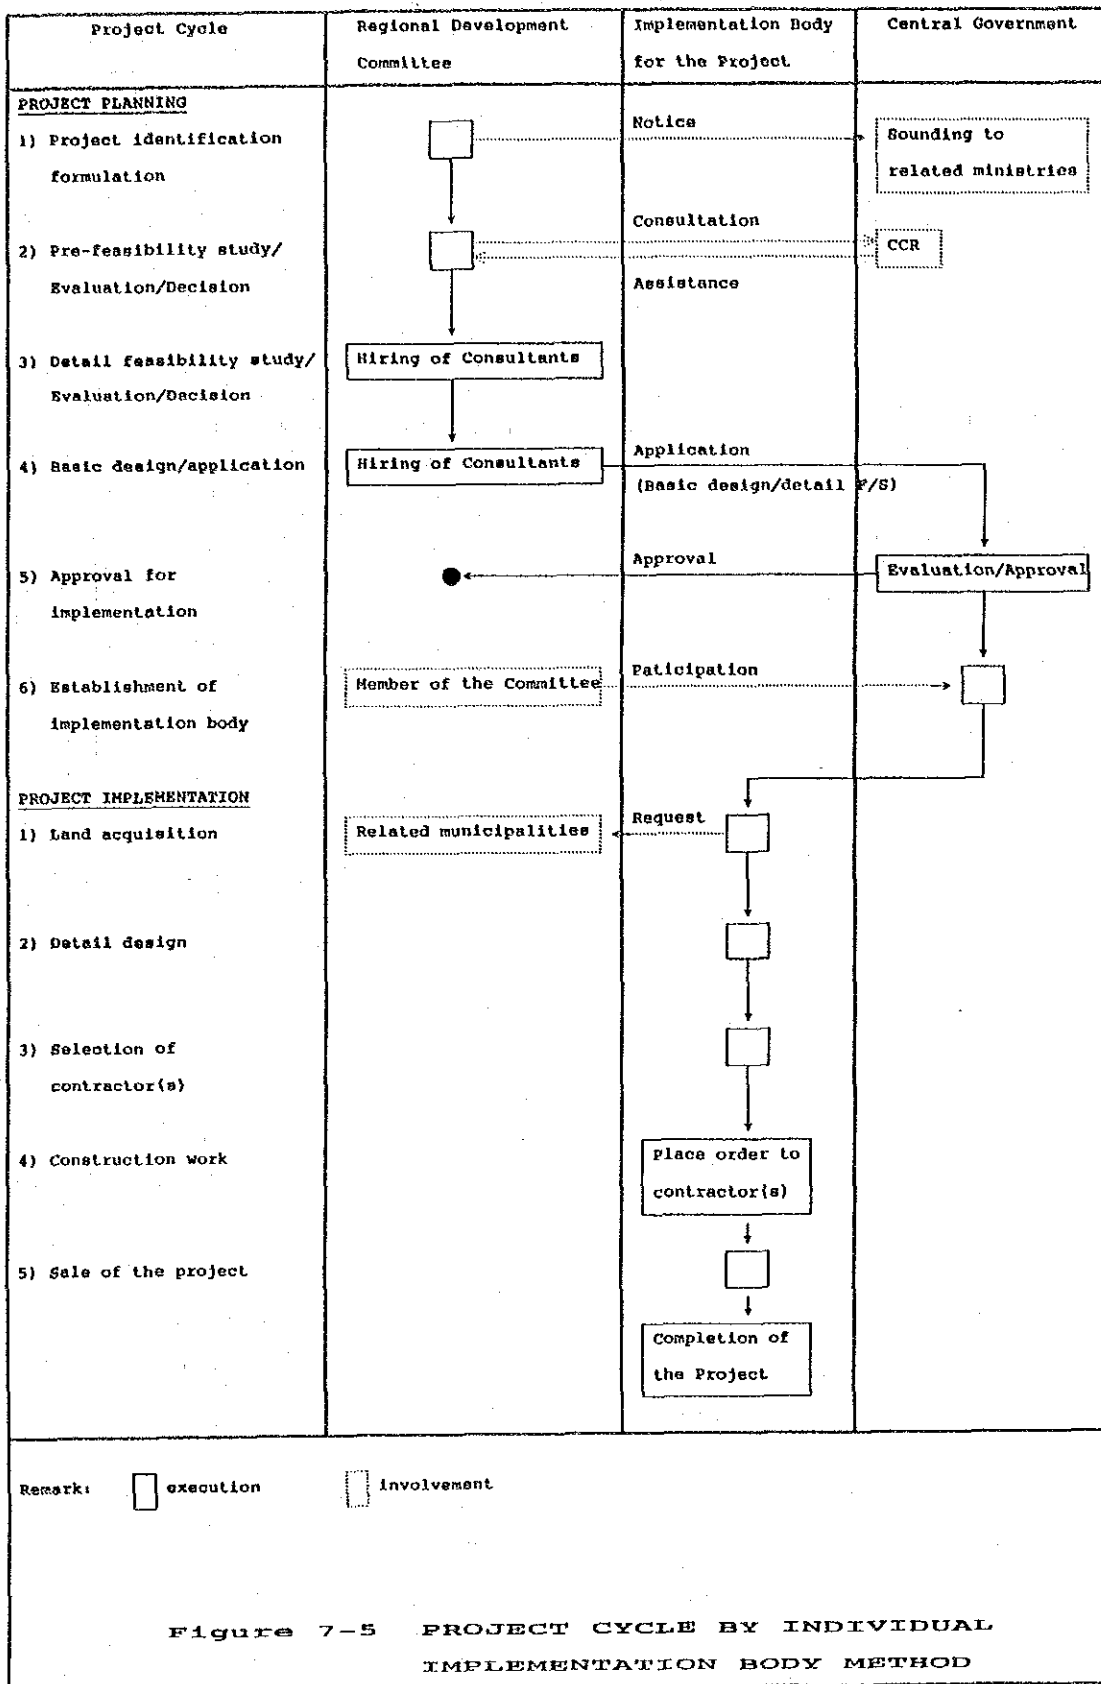 Project Cycle
Regional Development
Committee
Implementation Body
for the Project
Central Government
PROJECT PLANNING
1) Project identification
formulation
Notice
Sounding to
related ministries
2) Pre-feasibility study/
Evaluation/Decision
Consultation
CCR
Assistance
3) Detail feasibility study/
Evaluation/Decision
Hiring of Consultants
4) Basic design/application
Hiring of Consultants
Application
(Basic design/detail F/S)
5) Approval for
implementation
Approval
Evaluation/Approval
6) Establishment of
implementation body
Member of the Committee
Paticipation
PROJECT IMPLEMENTATION
1) Land acquisition
Related municipalities
Request
2) Detail design
3) Selection of
contractor(s)
4) Construction work
Place order to
contractor(s)
5) Sale of the project
Completion of
the Project
Remark: execution involvement
Figure 7-5 PROJECT CYCLE BY INDIVIDUAL
IMPLEMENTATION BODY METHOD